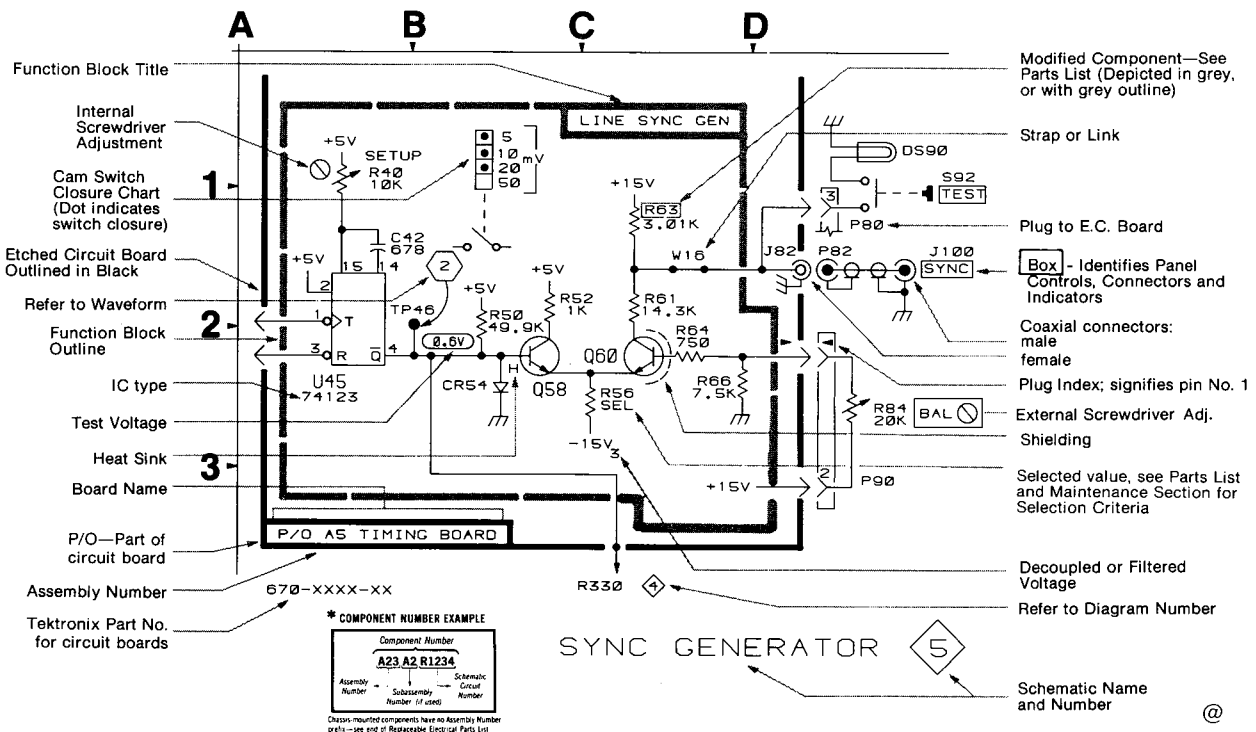 A
B
C
D
Function Block Title
Internal
Screwdriver
Adjustment
Cam Switch
Closure Chart
(Dot indicates
switch closure)
Etched Circuit Board
Outlined in Black
Refer to Waveform
Function Block
Outline
IC type
Test Voltage
Heat Sink
Board Name
P/O—Part of
circuit board
Assembly Number
Tektronix Part No.
for circuit boards
1
2
3
LINE SYNC GEN
+5V
SETUP
R40
10K
5
10
20
50
mV
C42
678
+5V
15
14
2
1
T
3
R
Q
4
U45
74123
2
TP46
0.6V
+5V
R50
49.9K
CR54
H
+5V
R52
1K
Q58
Q60
+15V
R63
3.01K
W16
R61
14.3K
R64
750
R66
7.5K
R56
SEL
-15V
3
+15V
P/O A5 TIMING BOARD
670-XXXX-XX
R330
4
DS90
S92
TEST
3
P80
J82
P82
J100
SYNC
R84
20K
BAL
2
P90
Modified Component—See
Parts List (Depicted in grey,
or with grey outline)
Strap or Link
Plug to E.C. Board
Box - Identifies Panel
Controls, Connectors and
Indicators
Coaxial connectors:
male
female
Plug Index; signifies pin No. 1
External Screwdriver Adj.
Shielding
Selected value, see Parts List
and Maintenance Section for
Selection Criteria
Decoupled or Filtered
Voltage
Refer to Diagram Number
Schematic Name
and Number
SYNC GENERATOR
5
* COMPONENT NUMBER EXAMPLE
Component Number
A23 A2 R1234
Assembly
Number
Subassembly
Number (if used)
Schematic
Circuit
Number
Chassis-mounted components have no Assembly Number
prefix—see end of Replaceable Electrical Parts List
@